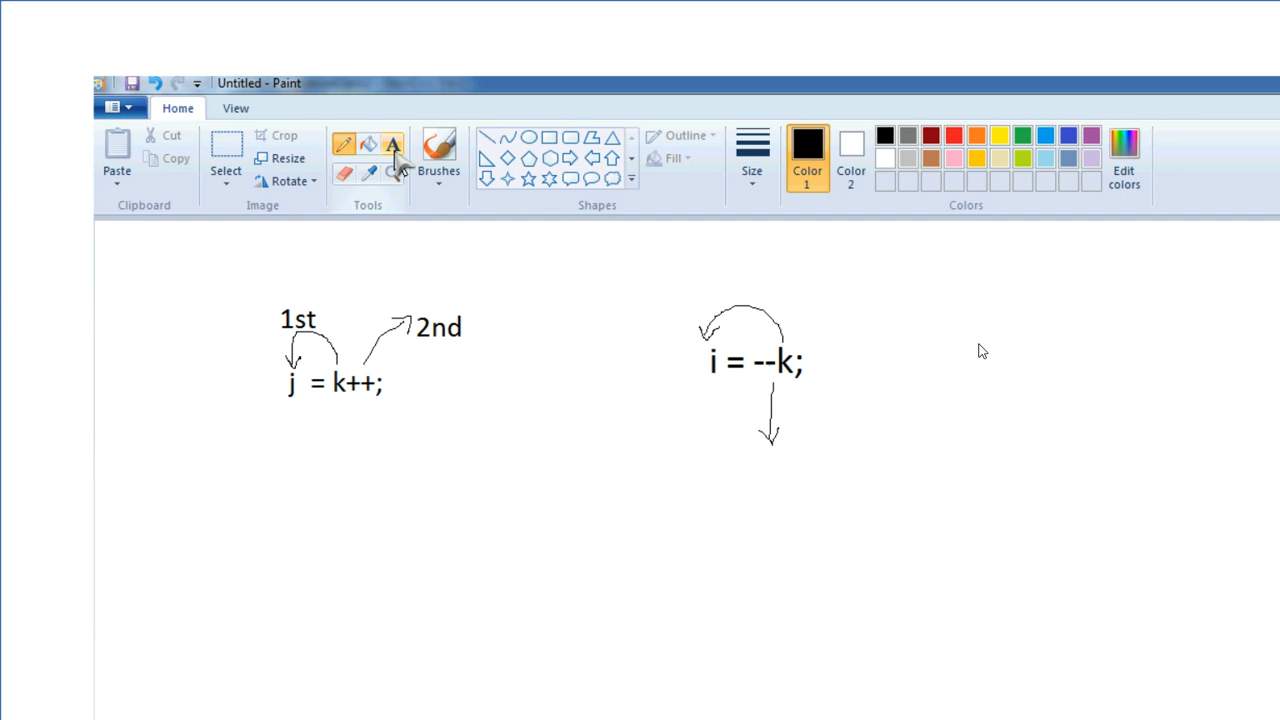 Untitled - Paint
Home View
Paste
Cut
Copy
Clipboard
Select
Crop
Resize
Rotate
Image
A
Tools
Brushes
Outline
Fill
Shapes
Size
Color 1
Color 2
Edit colors
Colors
1st
2nd
j = k++;
i = --k;